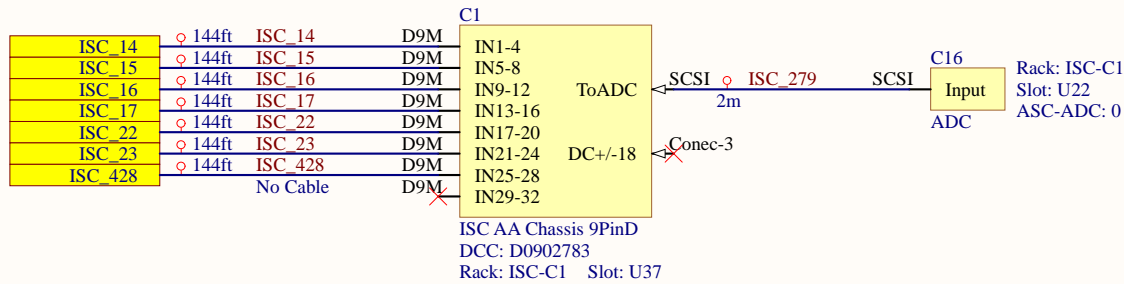 C1
ISC_14 144ft ISC_14 D9M IN1-4
ISC_15 144ft ISC_15 D9M IN5-8
ISC_16 144ft ISC_16 D9M IN9-12
ISC_17 144ft ISC_17 D9M IN13-16
ISC_22 144ft ISC_22 D9M IN17-20
ISC_23 144ft ISC_23 D9M IN21-24
ISC_428 144ft ISC_428 D9M IN25-28
No Cable D9M IN29-32
ToADC SCSI ISC_279 SCSI
2m
DC+/-18 Conec-3
C16
Input
ADC
Rack: ISC-C1
Slot: U22
ASC-ADC: 0
ISC AA Chassis 9PinD
DCC: D0902783
Rack: ISC-C1 Slot: U37